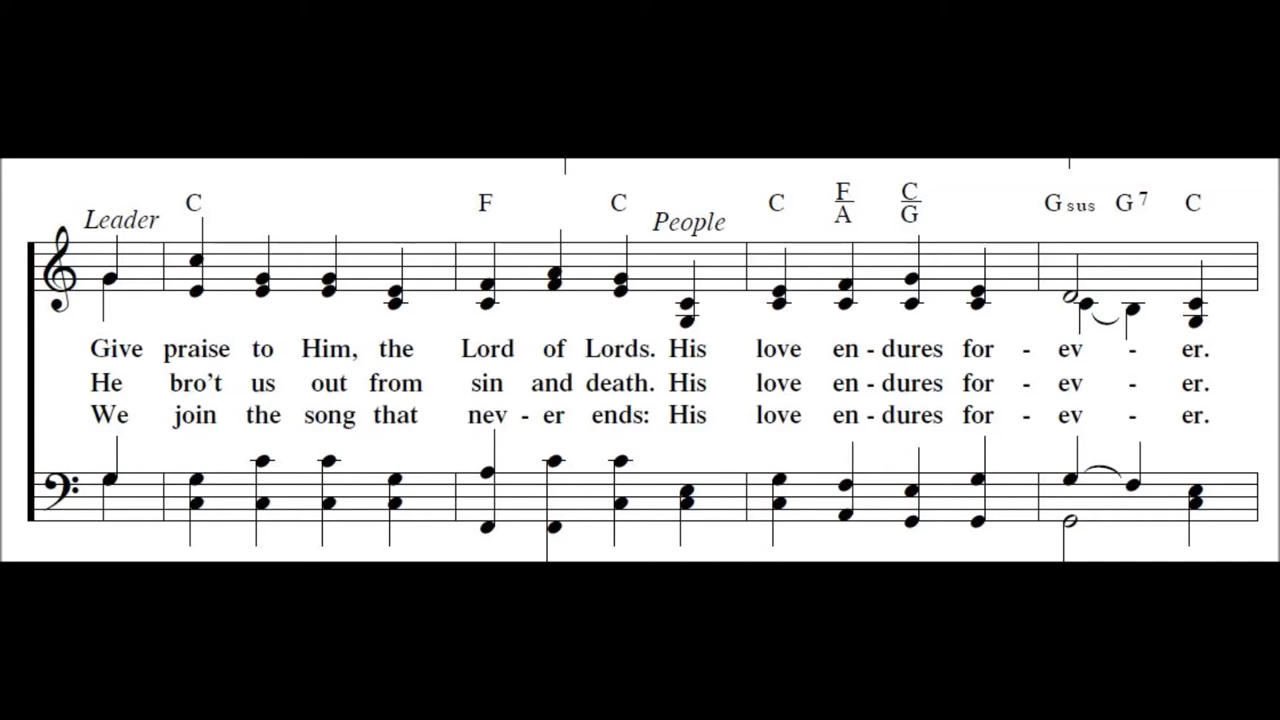 C F C C F/A C/G Gsus G7 C
Leader People
Give praise to Him, the Lord of Lords. His love en - dures for - ev - er.
He bro't us out from sin and death. His love en - dures for - ev - er.
We join the song that nev - er ends: His love en - dures for - ev - er.